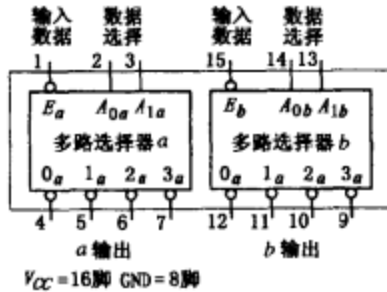 输入 数据 输入 数据
数据 选择 数据 选择
1 2 3 15 14 13
Ea A0a A1a Eb A0b A1b
多路选择器a 多路选择器b
0a 1a 2a 3a 0a 1a 2a 3a
4 5 6 7 12 11 10 9
a输出 b输出
VCC=16脚 GND=8脚